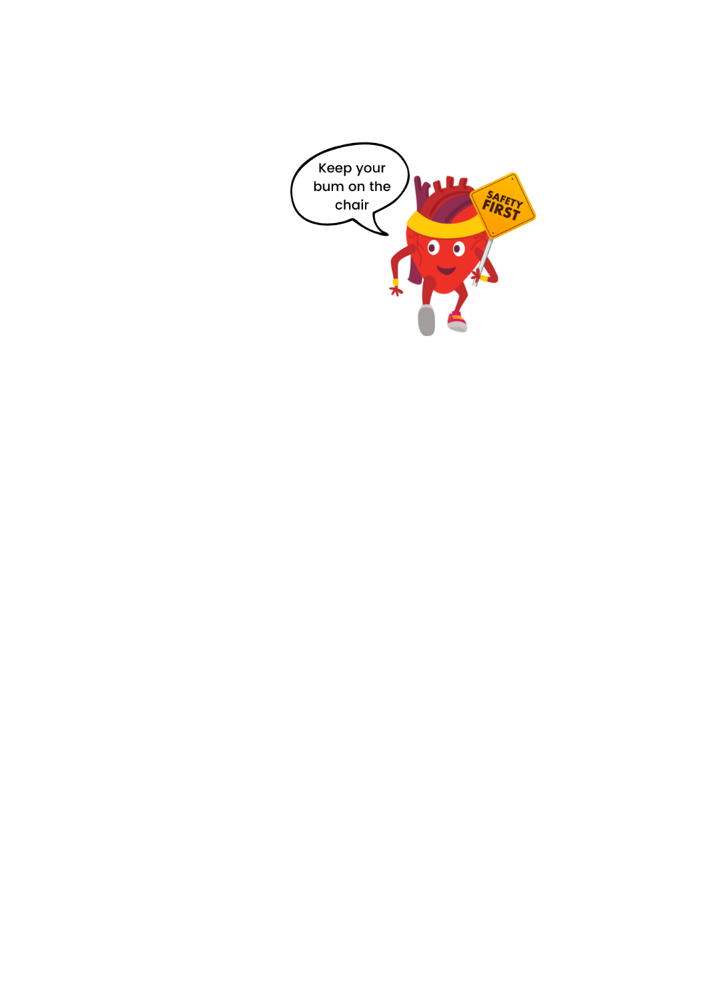 Keep your
bum on the
chair
SAFETY
FIRST